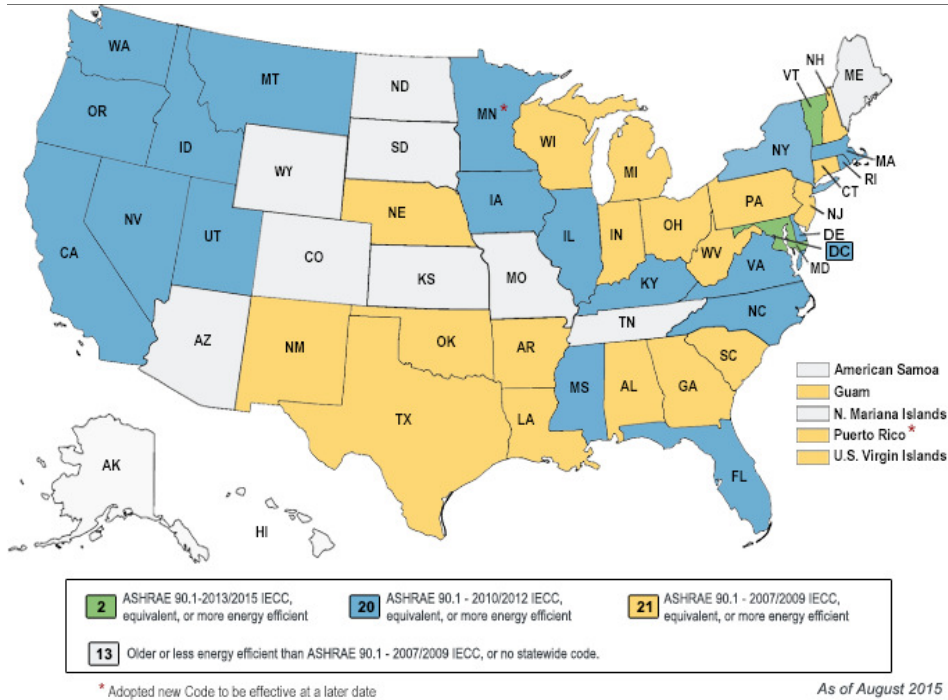 WA
MT
ND
MN *
OR
ID
SD
WY
WI
MI
NY
VT
NH
ME
MA
RI
CT
NJ
PA
DE
DC
MD
NV
UT
CA
CO
NE
IA
IL
IN
OH
WV
VA
KY
NC
KS
MO
TN
SC
AZ
NM
OK
AR
TX
LA
MS
AL
GA
FL
AK
HI
American Samoa
Guam
N. Mariana Islands
Puerto Rico *
U.S. Virgin Islands
2 ASHRAE 90.1-2013/2015 IECC,
equivalent, or more energy efficient
20 ASHRAE 90.1 - 2010/2012 IECC,
equivalent, or more energy efficient
21 ASHRAE 90.1 - 2007/2009 IECC,
equivalent, or more energy efficient
13 Older or less energy efficient than ASHRAE 90.1 - 2007/2009 IECC, or no statewide code.
* Adopted new Code to be effective at a later date
As of August 2015